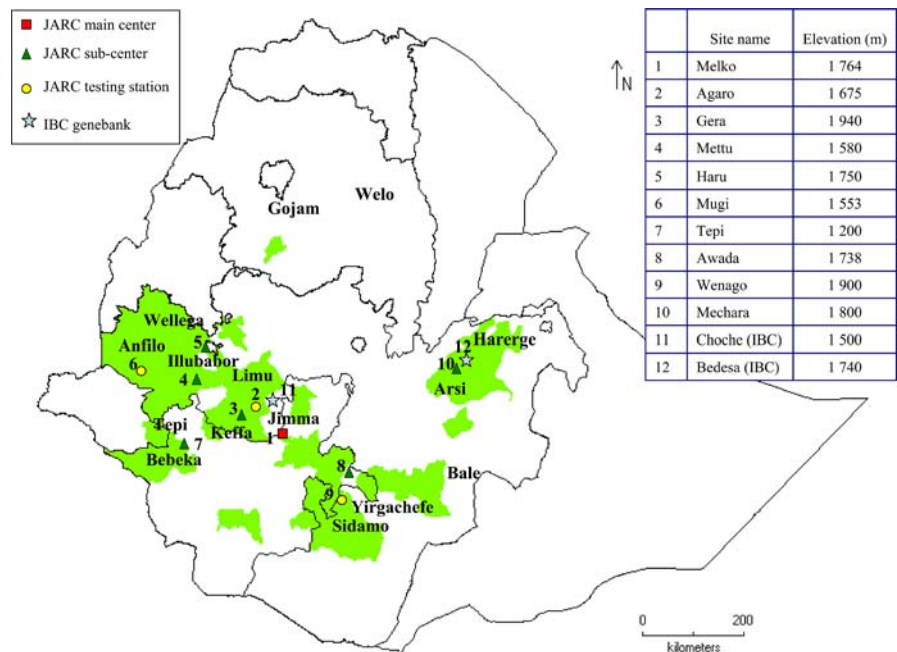 JARC main center
JARC sub-center
JARC testing station
IBC genebank
N
Site name Elevation (m)
1 Melko 1 764
2 Agaro 1 675
3 Gera 1 940
4 Mettu 1 580
5 Haru 1 750
6 Mugi 1 553
7 Tepi 1 200
8 Awada 1 738
9 Wenago 1 900
10 Mechara 1 800
11 Choche (IBC) 1 500
12 Bedesa (IBC) 1 740
Welo
Gojam
Wellega
Anfilo
5
Illubabor
6
4
Limu
2
11
3
Jimma
Keffa
1
Tepi
7
Bebeka
Harerge
12
10
Arsi
8
Bale
9
Yirgachefe
Sidamo
0 200
kilometers